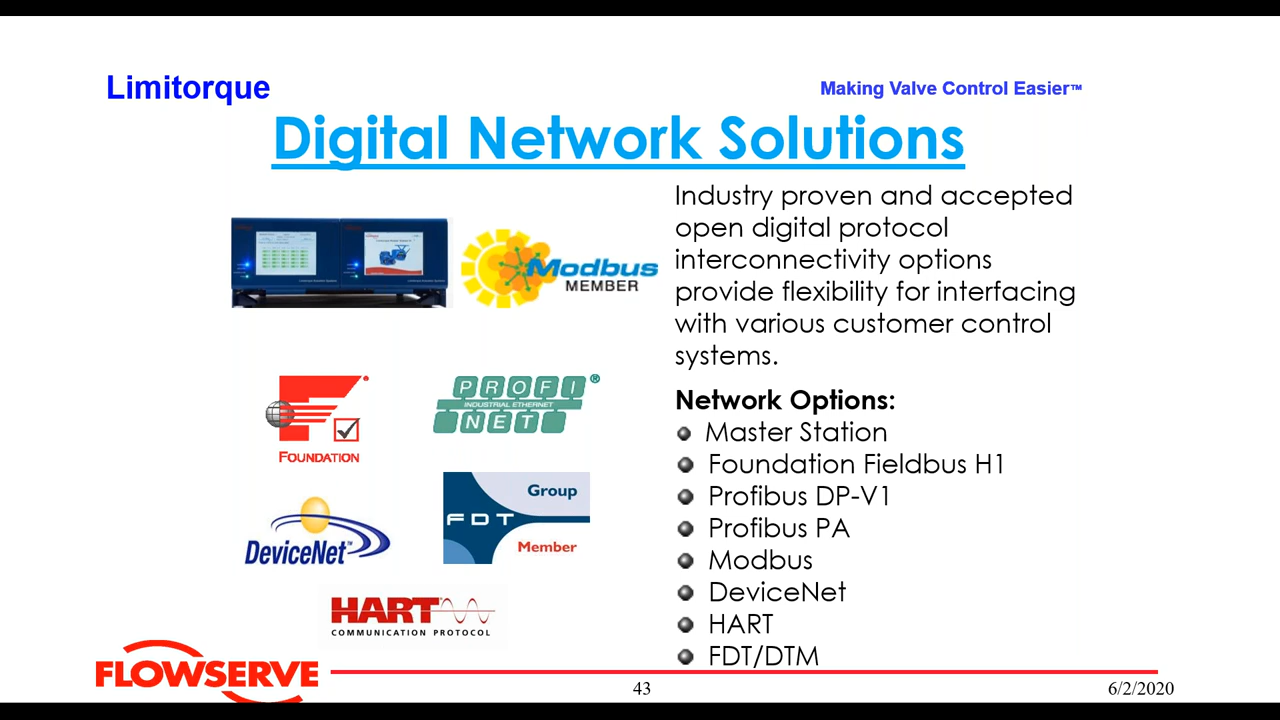 Limitorque
Making Valve Control Easier™
Digital Network Solutions
Industry proven and accepted
open digital protocol
interconnectivity options
provide flexibility for interfacing
with various customer control
systems.
Modbus
MEMBER
FOUNDATION
PROFI®
INDUSTRIAL ETHERNET
NET
DeviceNet™
Group
FDT
Member
HART
COMMUNICATION PROTOCOL
Network Options:
Master Station
Foundation Fieldbus H1
Profibus DP-V1
Profibus PA
Modbus
DeviceNet
HART
FDT/DTM
FLOWSERVE
43
6/2/2020